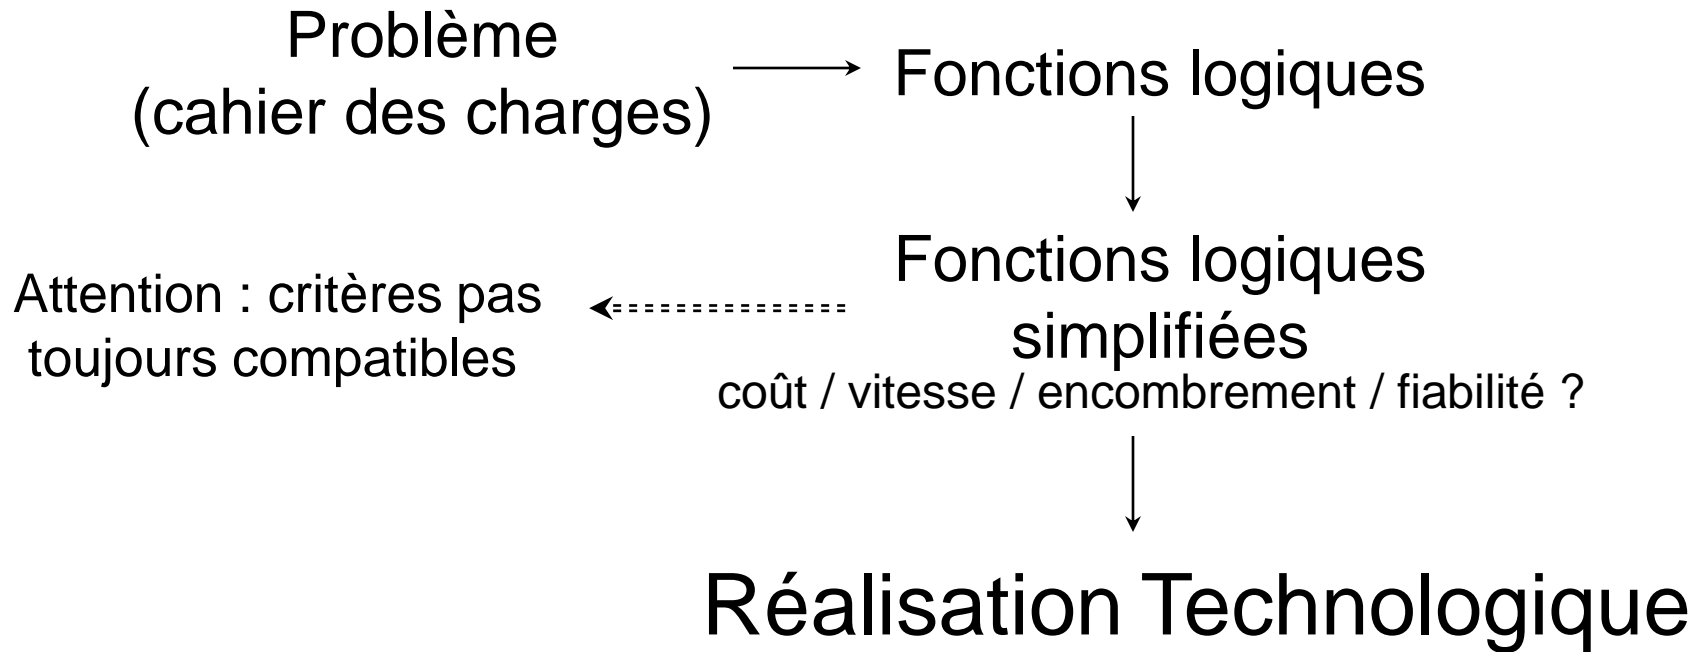 Problème
(cahier des charges)
Fonctions logiques
Fonctions logiques
simplifiées
coût / vitesse / encombrement / fiabilité ?
Attention : critères pas
toujours compatibles
Réalisation Technologique